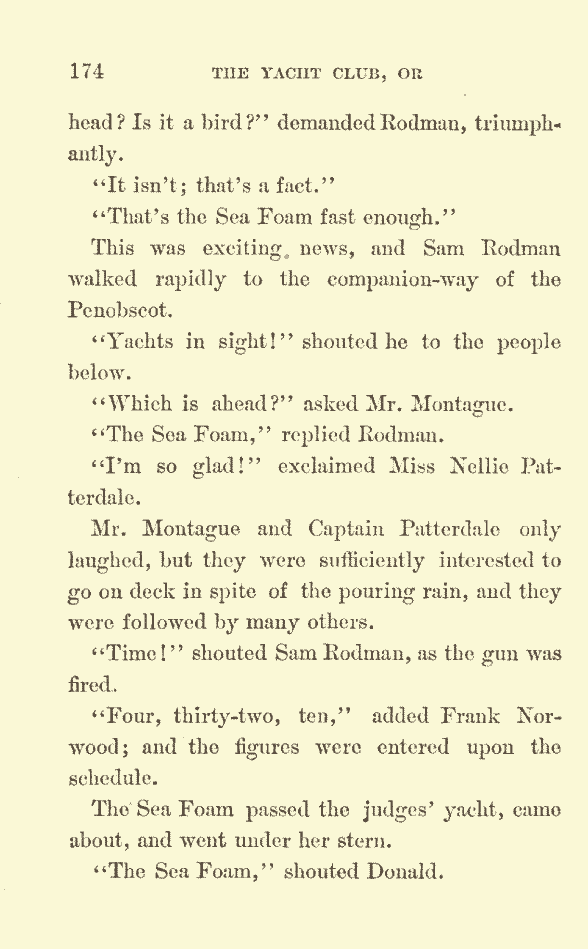 174 THE YACHT CLUB, OR
head? Is it a bird?" demanded Rodman, triumph-
antly.
"It isn't; that's a fact."
"That's the Sea Foam fast enough."
This was exciting news, and Sam Rodman
walked rapidly to the companion-way of the
Penobscot.
"Yachts in sight!" shouted he to the people
below.
"Which is ahead?" asked Mr. Montague.
"The Sea Foam," replied Rodman.
"I'm so glad!" exclaimed Miss Nellie Pat-
terdale.
Mr. Montague and Captain Patterdale only
laughed, but they were sufficiently interested to
go on deck in spite of the pouring rain, and they
were followed by many others.
"Time!" shouted Sam Rodman, as the gun was
fired.
"Four, thirty-two, ten," added Frank Nor-
wood; and the figures were entered upon the
schedule.
The Sea Foam passed the judges' yacht, came
about, and went under her stern.
"The Sea Foam," shouted Donald.